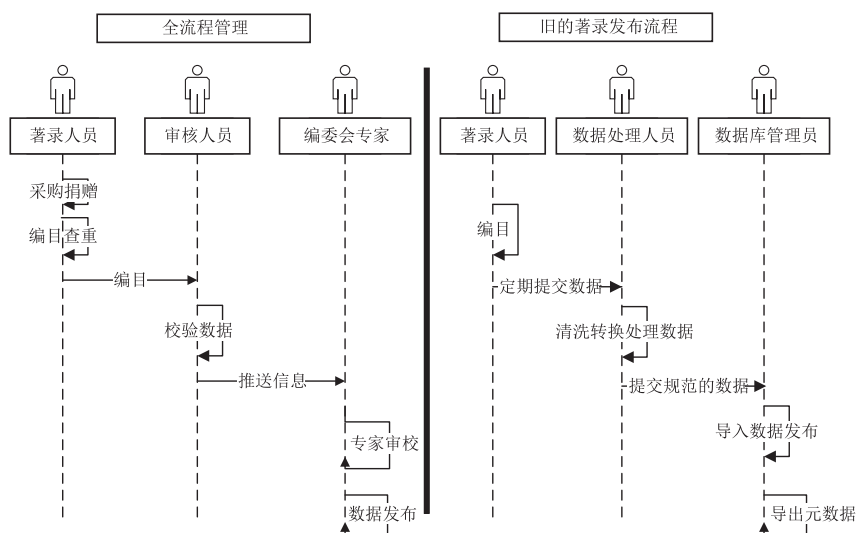 全流程管理
旧的著录发布流程
著录人员
审核人员
编委会专家
著录人员
数据处理人员
数据库管理员
采购捐赠
编目查重
编目
校验数据
推送信息
专家审校
数据发布
编目
定期提交数据
清洗转换处理数据
提交规范的数据
导入数据发布
导出元数据